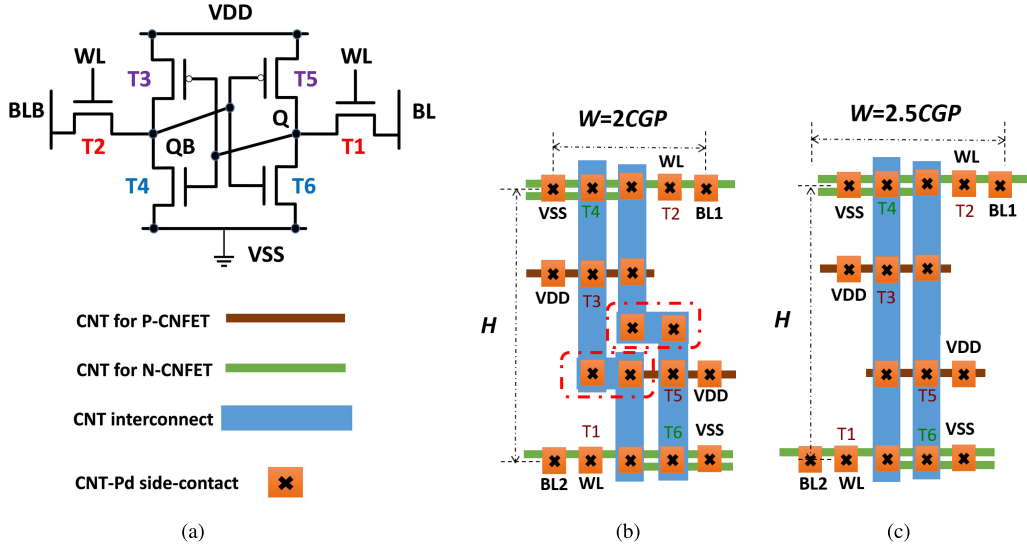 VDD
WL
T3
T5
WL
BLB
Q
BL
T2
QB
T1
T4
T6
VSS
CNT for P-CNFET
CNT for N-CNFET
CNT interconnect
CNT-Pd side-contact
(a)
W=2CGP
WL
VSS
T4
T2
BL1
VDD
T3
H
T5
VDD
T1
T6
VSS
BL2
WL
(b)
W=2.5CGP
WL
VSS
T4
T2
BL1
VDD
T3
H
VDD
T5
T1
T6
VSS
BL2
WL
(c)